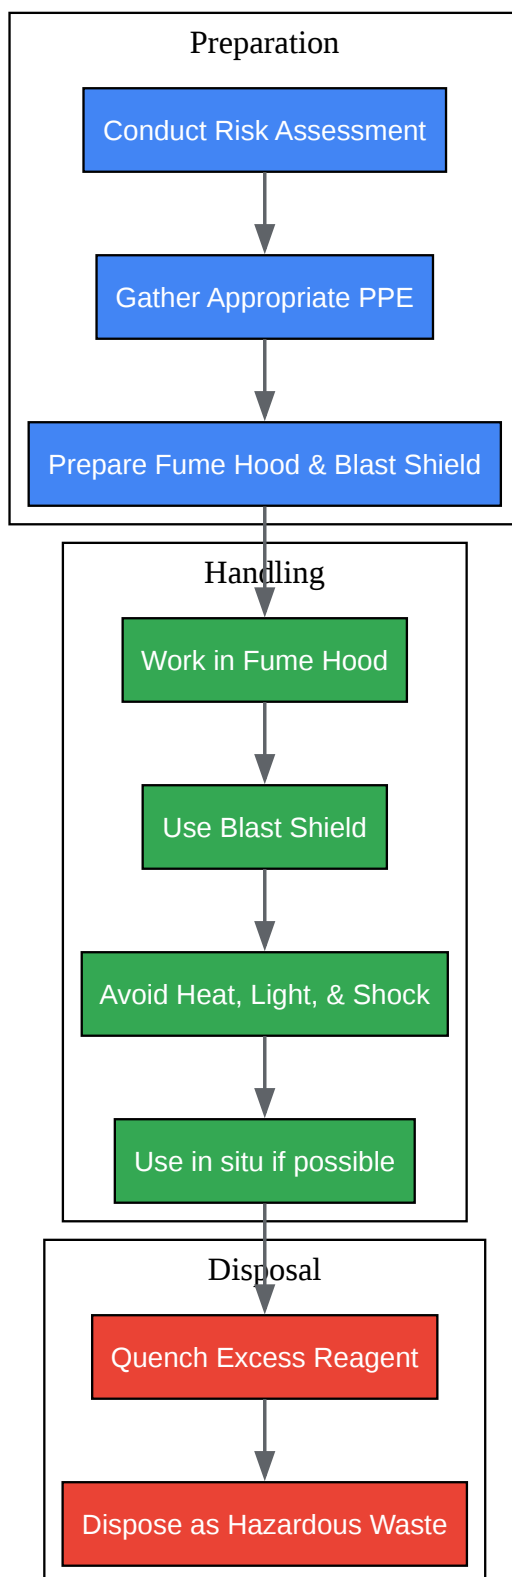 Preparation
Conduct Risk Assessment
Gather Appropriate PPE
Prepare Fume Hood & Blast Shield
Handling
Work in Fume Hood
Use Blast Shield
Avoid Heat, Light, & Shock
Use in situ if possible
Disposal
Quench Excess Reagent
Dispose as Hazardous Waste